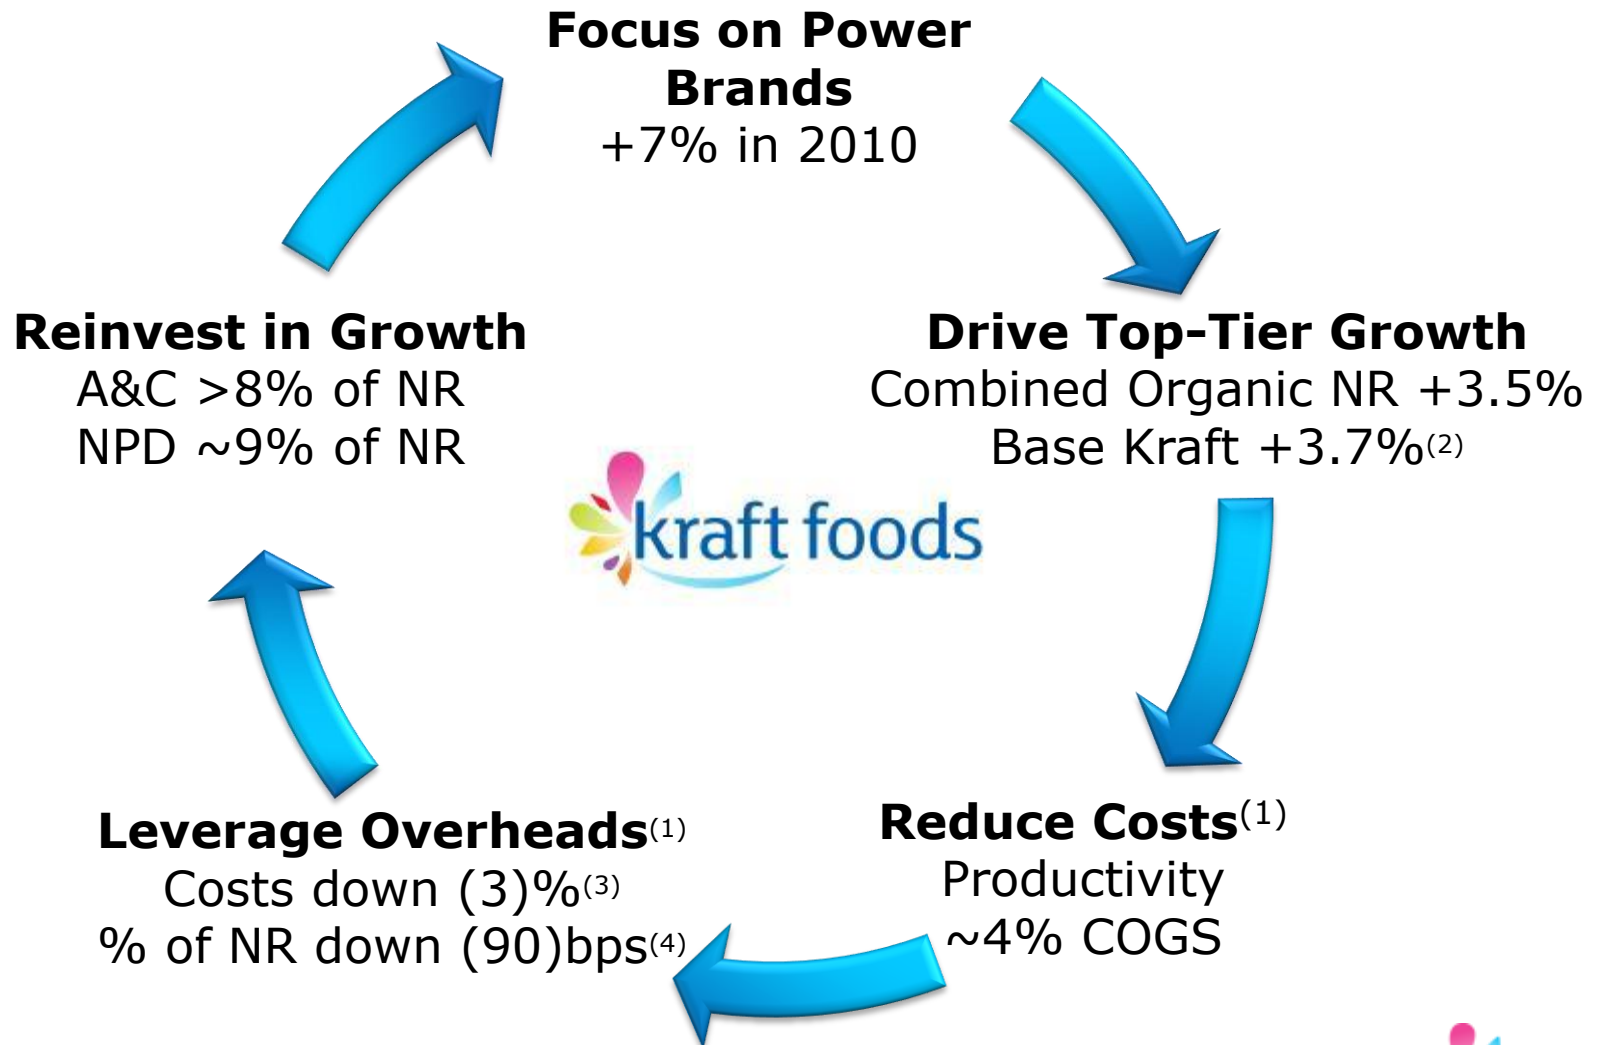 Focus on Power
Brands
+7% in 2010
Drive Top-Tier Growth
Combined Organic NR +3.5%
Base Kraft +3.7%(2)
Reduce Costs(1)
Productivity
~4% COGS
Leverage Overheads(1)
Costs down (3)%(3)
% of NR down (90)bps(4)
Reinvest in Growth
A&C >8% of NR
NPD ~9% of NR
kraft foods